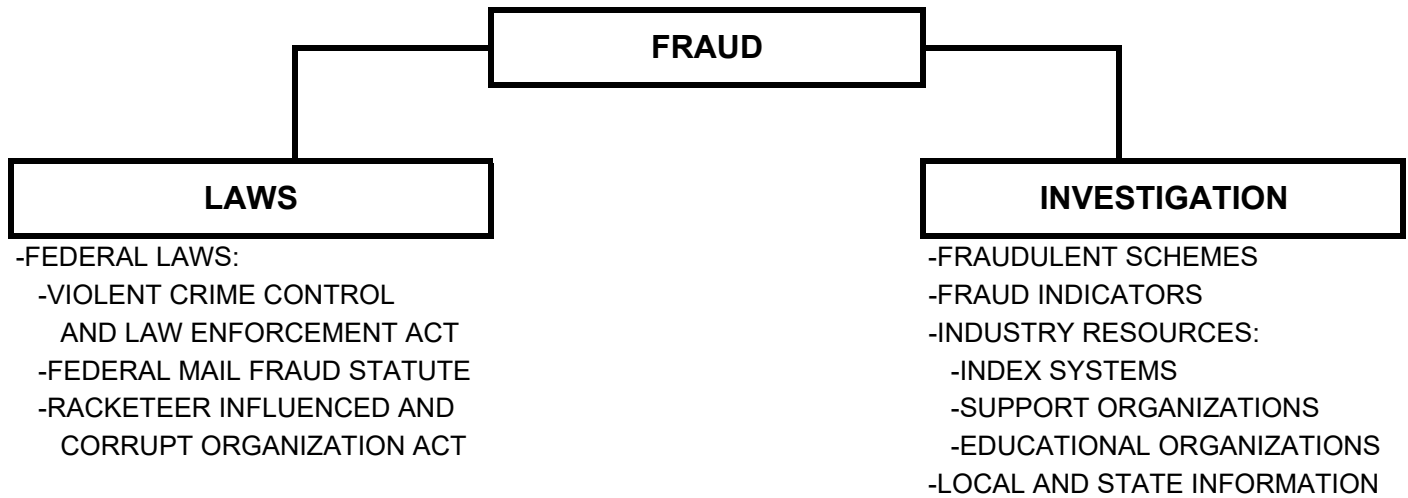 FRAUD
LAWS
-FEDERAL LAWS:
-VIOLENT CRIME CONTROL
AND LAW ENFORCEMENT ACT
-FEDERAL MAIL FRAUD STATUTE
-RACKETEER INFLUENCED AND
CORRUPT ORGANIZATION ACT
INVESTIGATION
-FRAUDULENT SCHEMES
-FRAUD INDICATORS
-INDUSTRY RESOURCES:
-INDEX SYSTEMS
-SUPPORT ORGANIZATIONS
-EDUCATIONAL ORGANIZATIONS
-LOCAL AND STATE INFORMATION